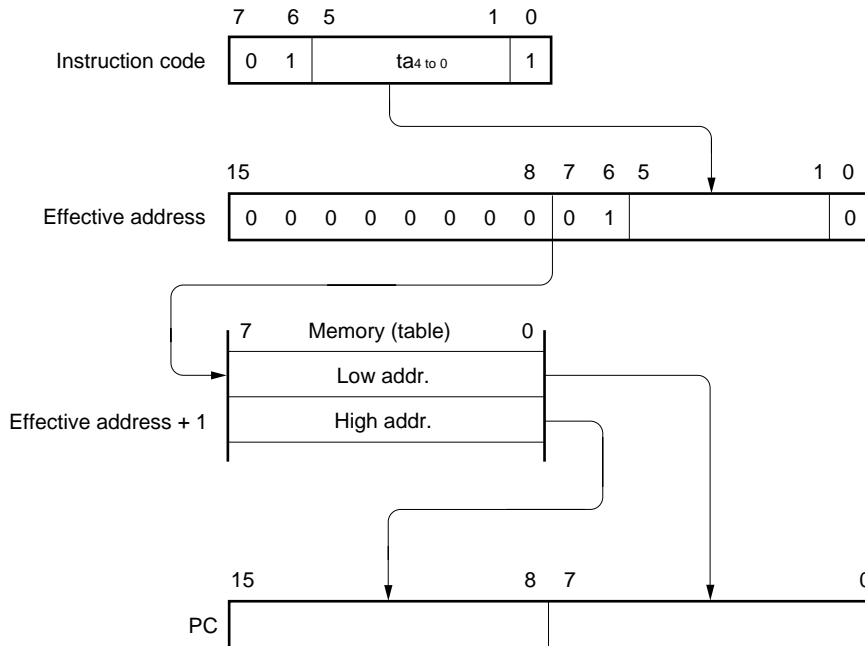 7 6 5 1 0
Instruction code 0 1 ta4 to 0 1
15 8 7 6 5 1 0
Effective address 0 0 0 0 0 0 0 0 0 1 0
7 Memory (table) 0
Low addr.
Effective address + 1 High addr.
15 8 7 0
PC